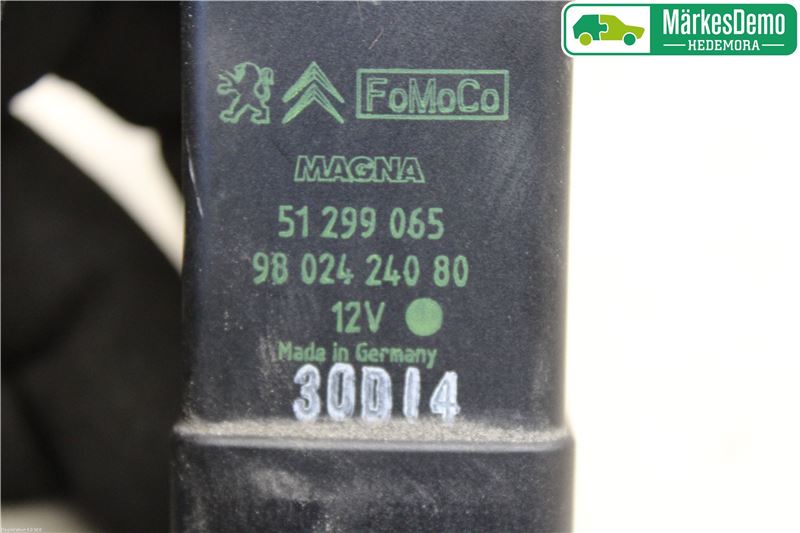 MärkesDemo
HEDEMORA
FoMoCo
MAGNA
51 299 065
98 024 240 80
12V
Made in Germany
30D14